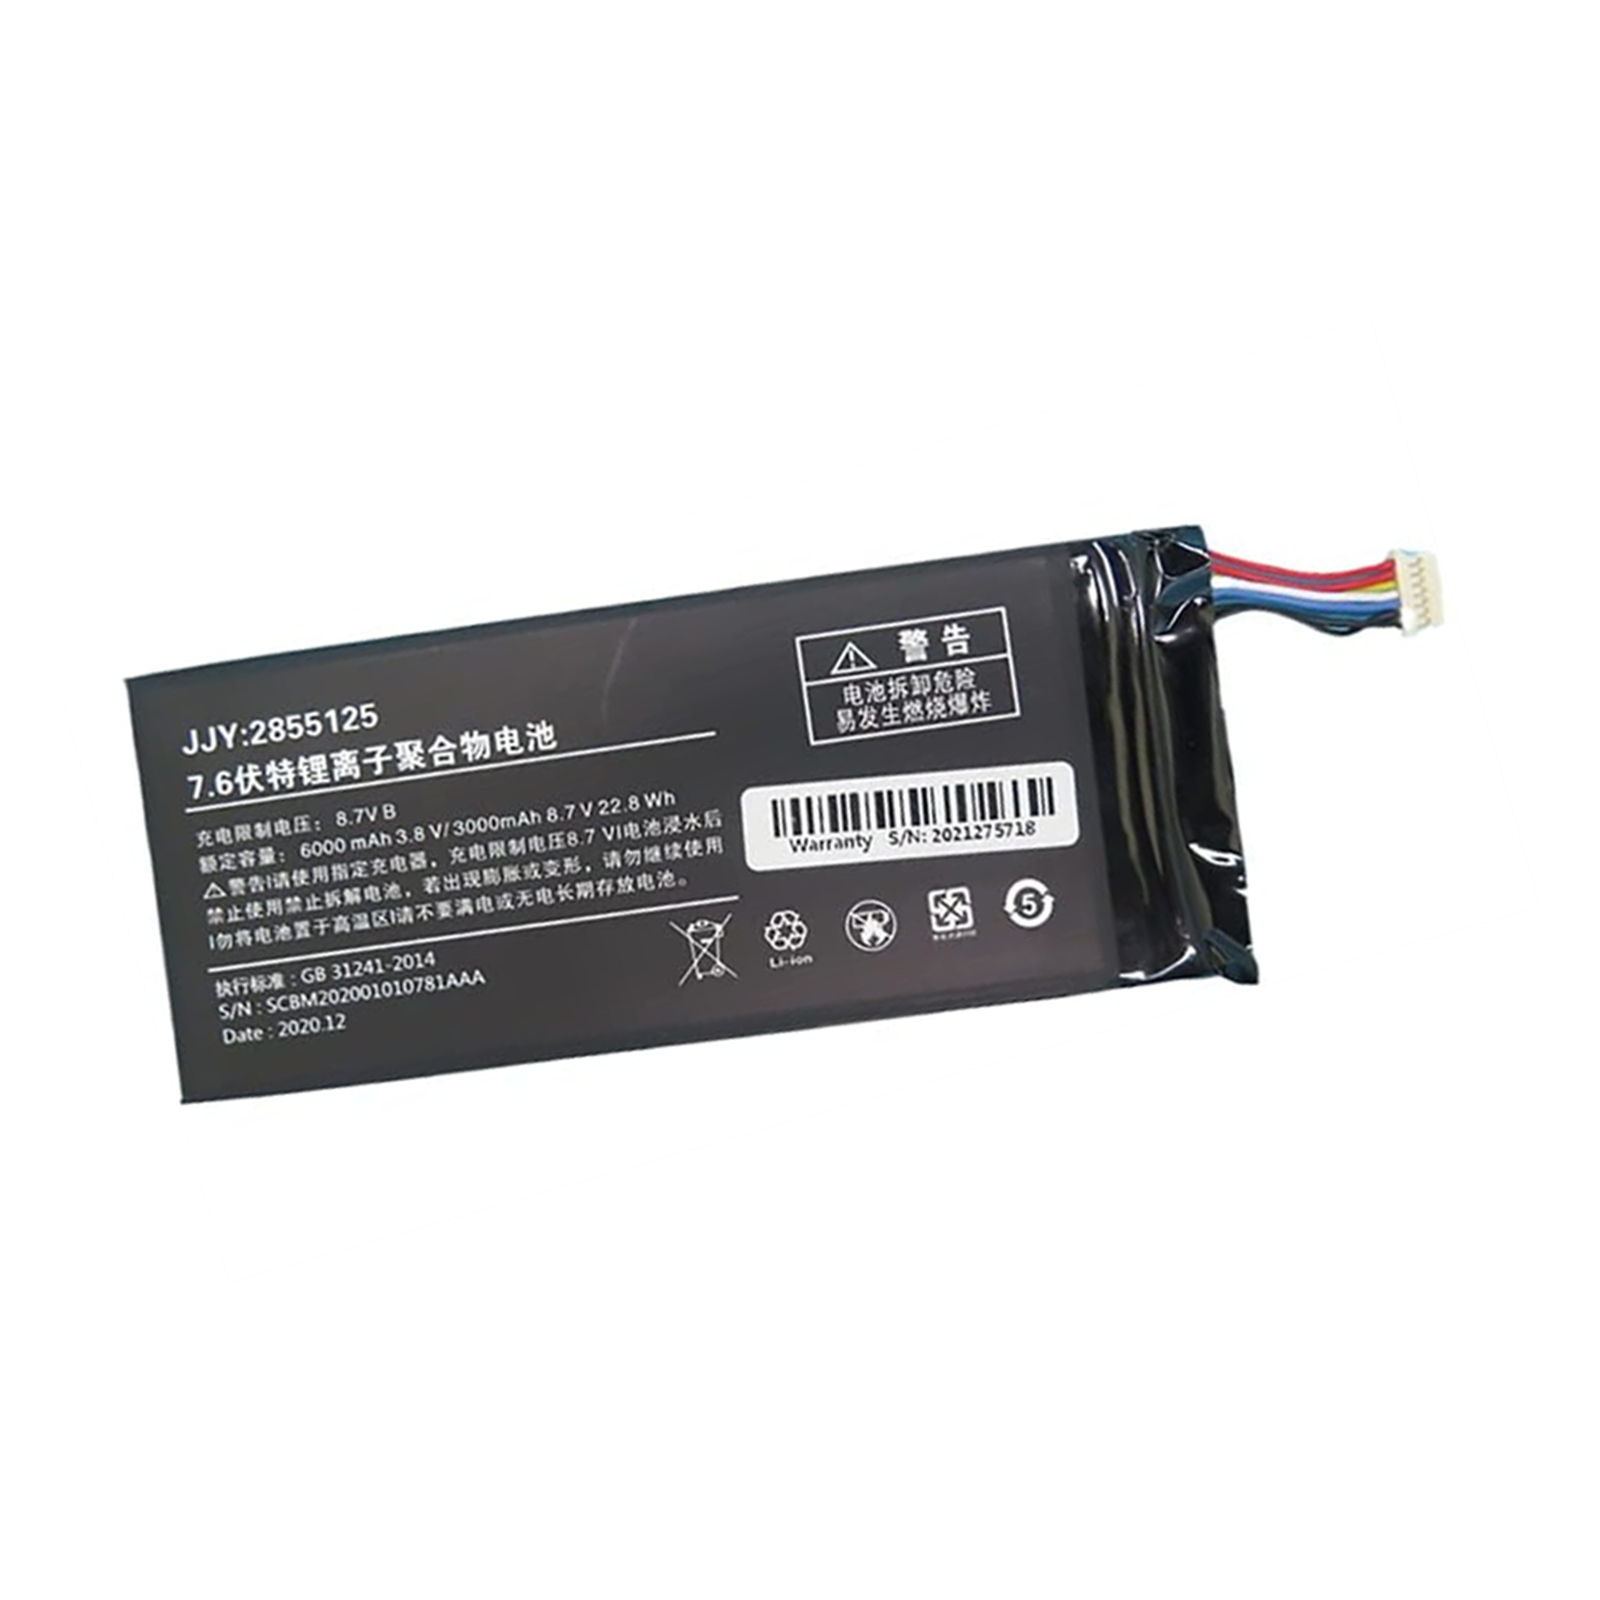 JJY:2855125
7.6伏特锂离子聚合物电池
充电限制电压：8.7V B
额定容量：6000 mAh 3.8 V/3000mAh 8.7 V 22.8 Wh
警告!请使用指定充电器，充电限制电压8.7 V!电池浸水后
禁止使用禁止拆解电池，若出现膨胀或变形，请勿继续使用
!勿将电池置于高温区!请不要满电或无电长期存放电池。
执行标准：GB 31241-2014
S/N : SCBM202001010781AAA
Date : 2020.12
警告
电池拆卸危险
易发生燃烧爆炸
Warranty S/N: 2021275718
Li-ion
5